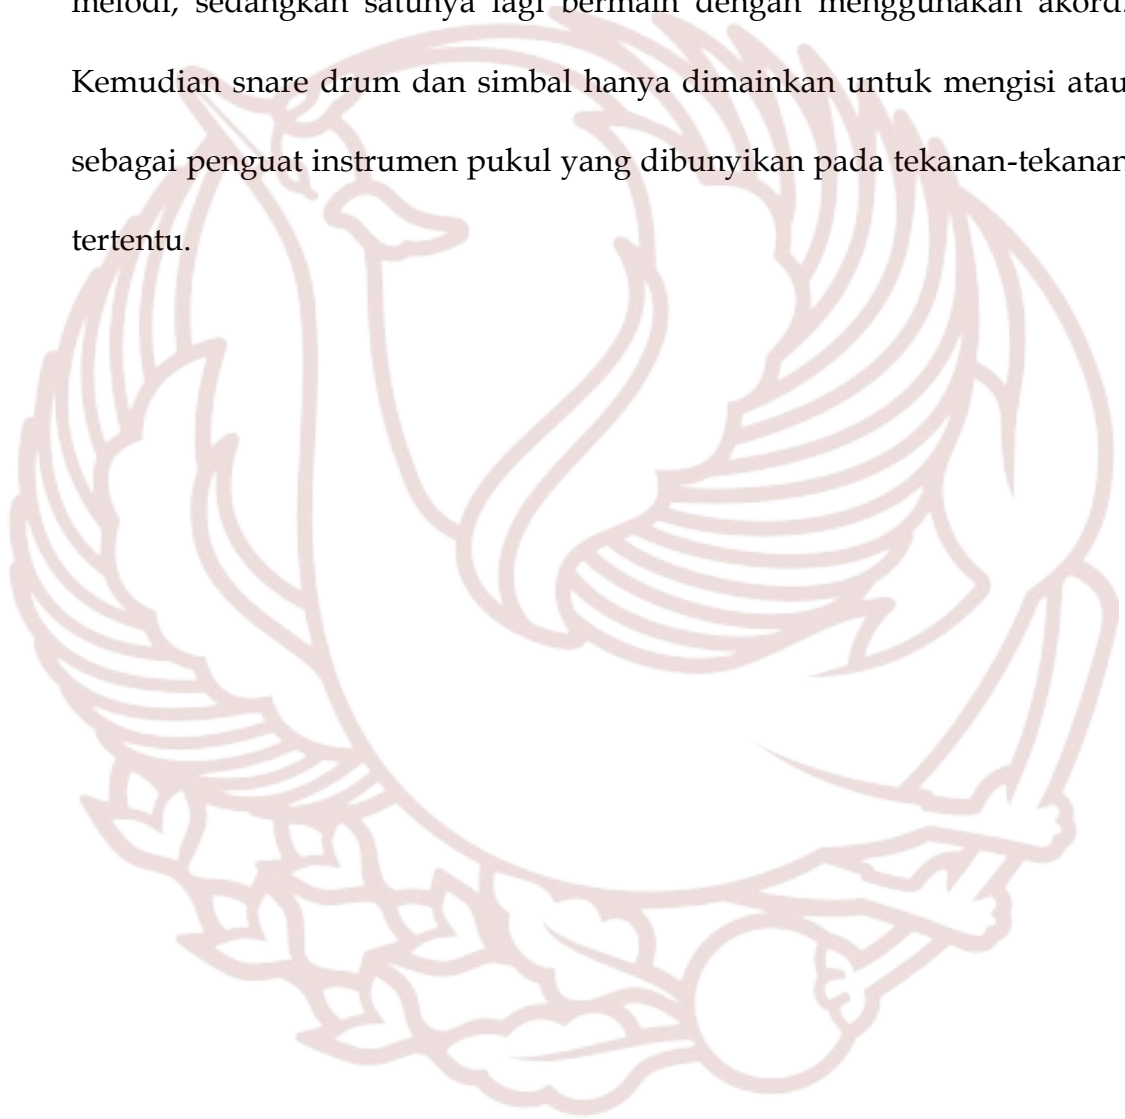 melodi, sedangkan satunya lagi bermain dengan menggunakan akord.
Kemudian snare drum dan simbal hanya dimainkan untuk mengisi atau
sebagai penguat instrumen pukul yang dibunyikan pada tekanan-tekanan
tertentu.